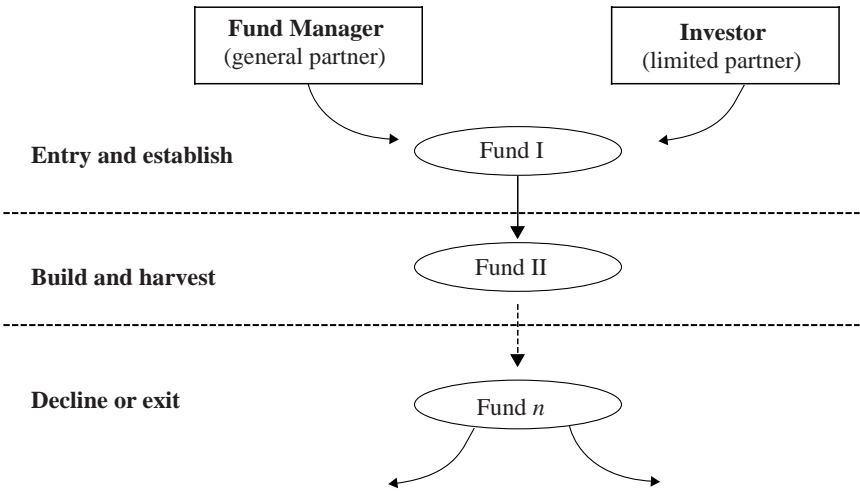 Fund Manager
(general partner)
Investor
(limited partner)
Entry and establish
Fund I
Build and harvest
Fund II
Decline or exit
Fund n